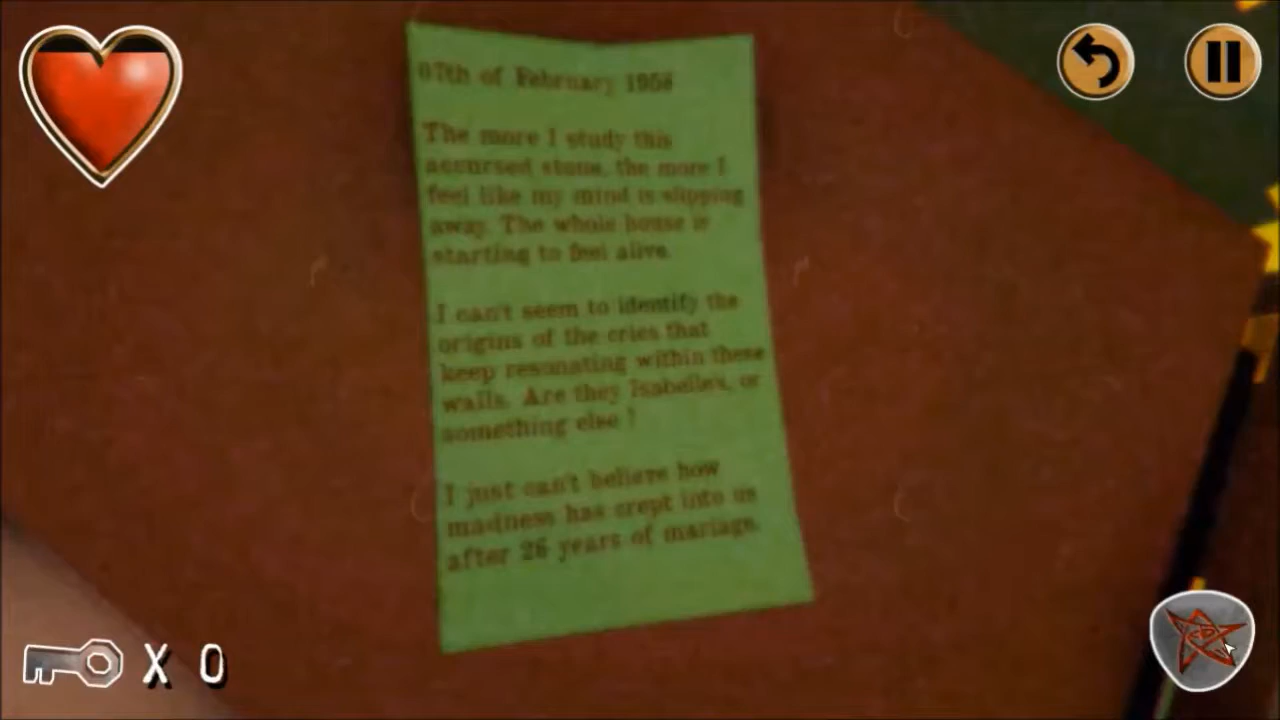 07th of February 1958
The more I study this
accursed stone, the more I
feel like my mind is slipping
away. The whole house is
starting to feel alive.
I can't seem to identify the
origins of the cries that
keep resonating within these
walls. Are they Isabelle's, or
something else ?
I just can't believe how
madness has crept into us
after 26 years of mariage.
X 0